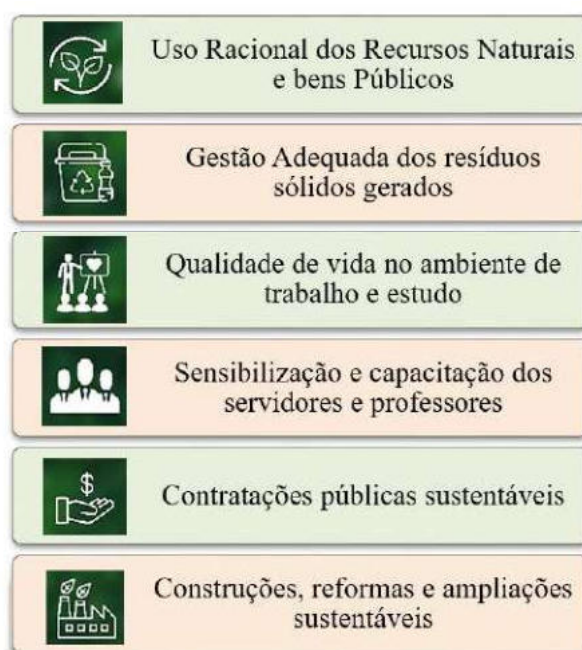 Uso Racional dos Recursos Naturais
e bens Públicos
Gestão Adequada dos resíduos
sólidos gerados
Qualidade de vida no ambiente de
trabalho e estudo
Sensibilização e capacitação dos
servidores e professores
$
Contratações públicas sustentáveis
Construções, reformas e ampliações
sustentáveis